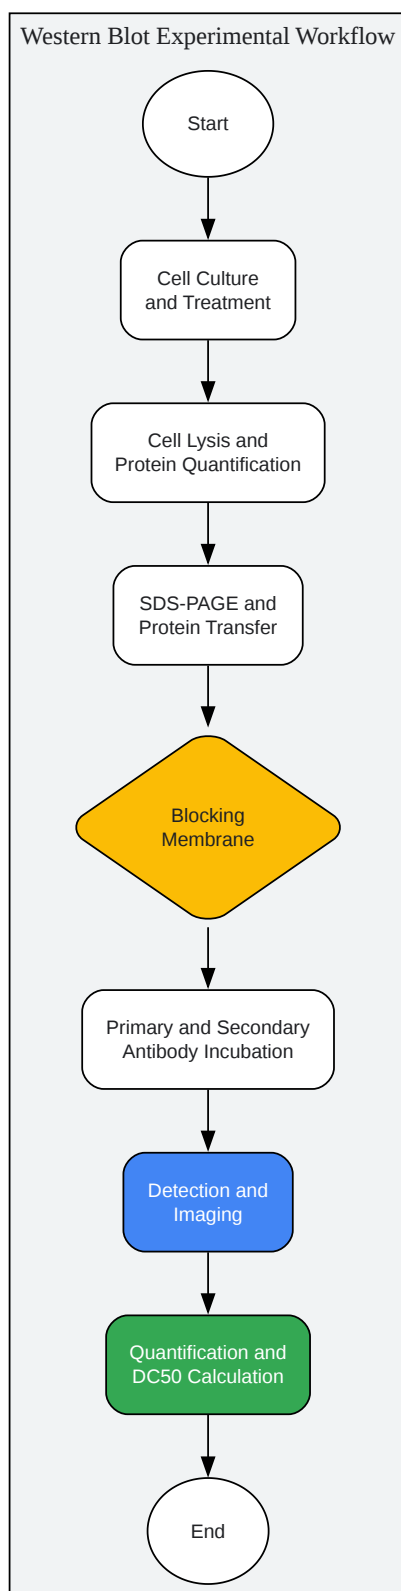 Western Blot Experimental Workflow
Start
Cell Culture
and Treatment
Cell Lysis and
Protein Quantification
SDS-PAGE and
Protein Transfer
Blocking
Membrane
Primary and Secondary
Antibody Incubation
Detection and
Imaging
Quantification and
DC50 Calculation
End